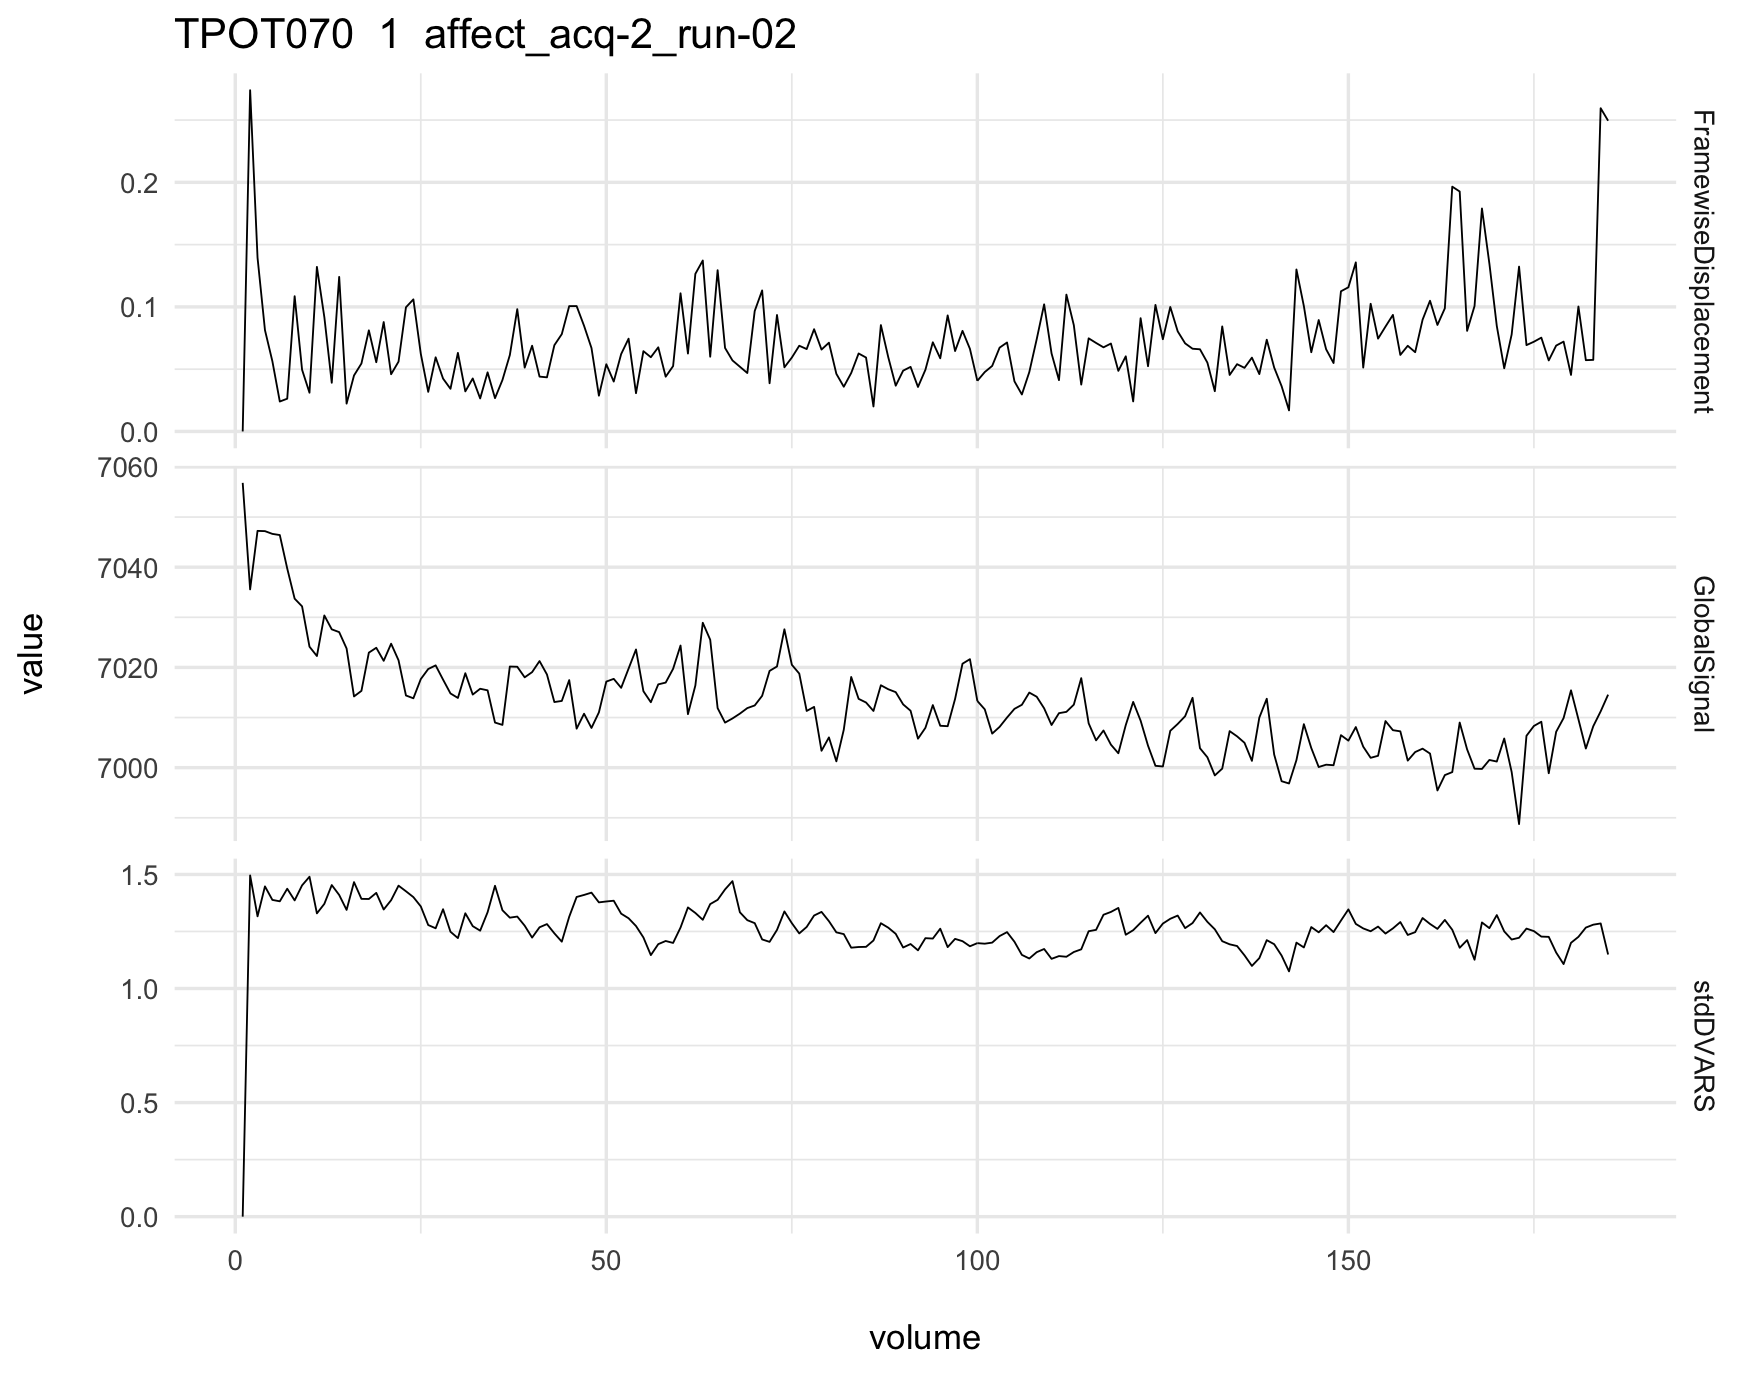 TPOT070 1 affect_acq-2_run-02
0.2
0.1
0.0
FramewiseDisplacement
7060
7040
7020
7000
GlobalSignal
1.5
1.0
0.5
0.0
stdDVARS
value
0 50 100 150
volume